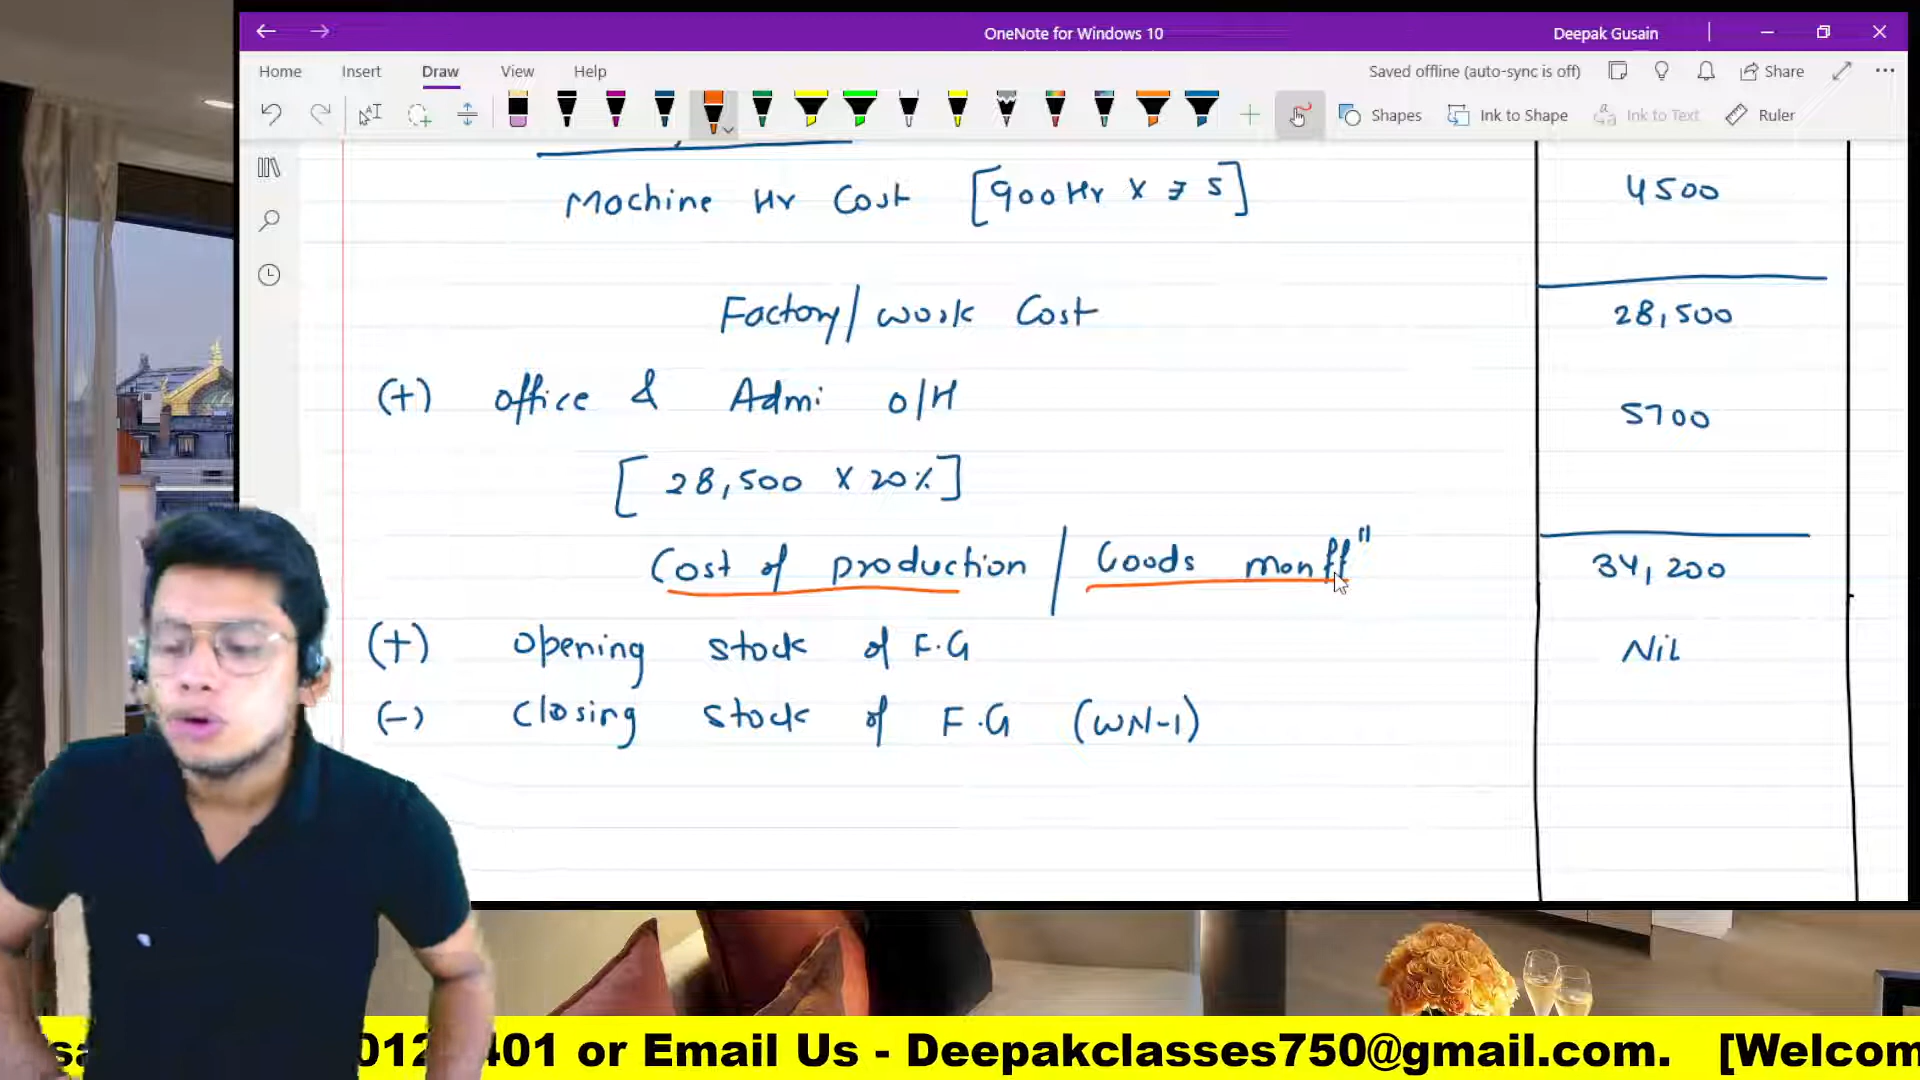 OneNote for Windows 10
Deepak Gusain
Home Insert Draw View Help
Saved offline (auto-sync is off) Share
Shapes Ink to Shape Ink to Text Ruler
Machine Hr Cost [900Hr x ₹ 5] 4500
Factory/work Cost 28,500
(+) office & Admi o/H 5700
[28,500 x 20%]
Cost of production / Goods manff" 34,200
(+) opening stock of F.G Nil
(-) closing stock of F.G (WN-1)
401 or Email Us - Deepakclasses750@gmail.com. [Welcom